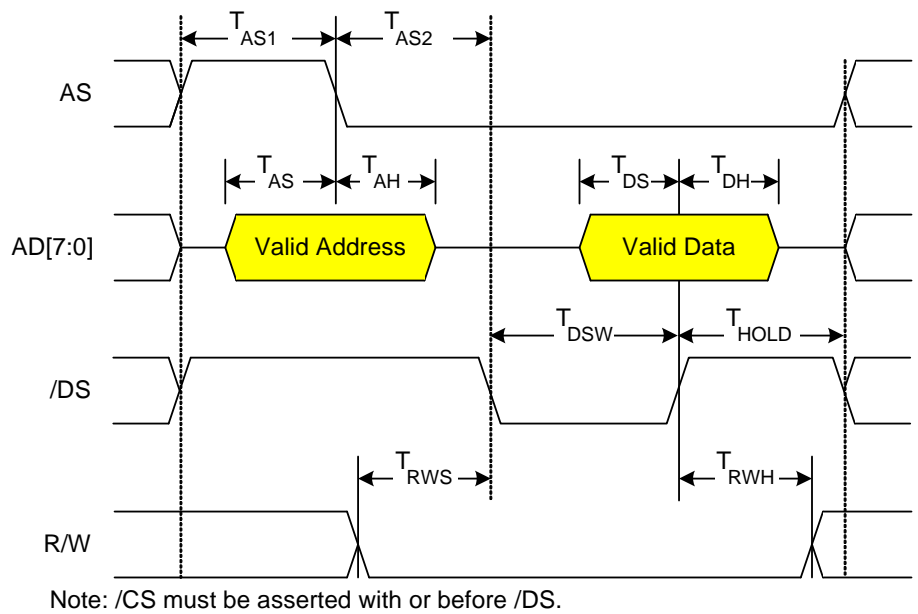 TAS1 TAS2
AS
TAS TAH TDS TDH
AD[7:0] Valid Address Valid Data
TDSW THOLD
/DS
TRWS TRWH
R/W
Note: /CS must be asserted with or before /DS.